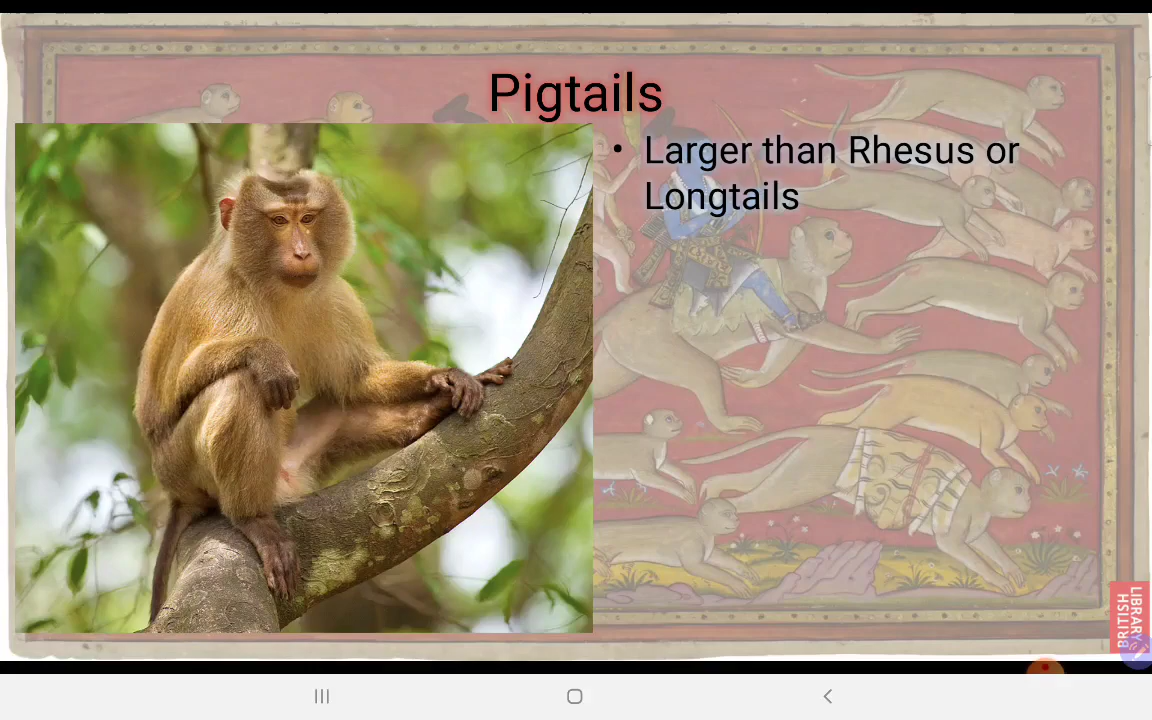 Pigtails
• Larger than Rhesus or
Longtails
BRITISH
LIBRARY